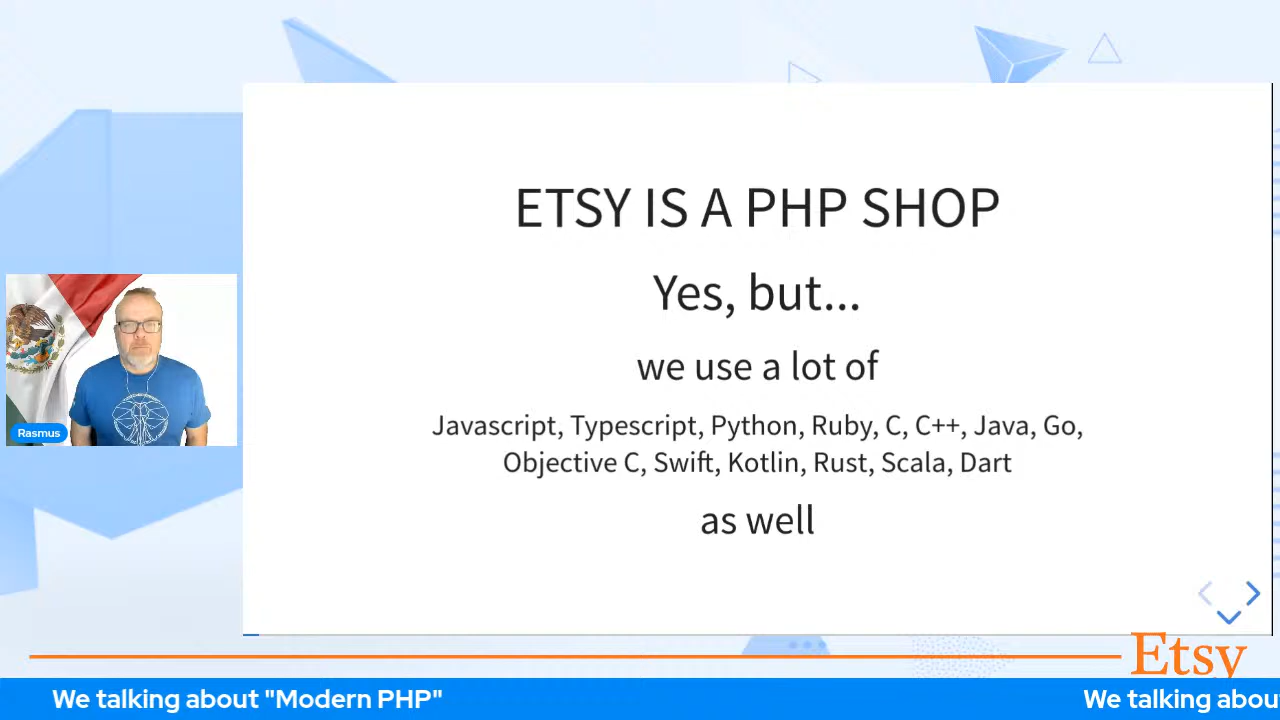 ETSY IS A PHP SHOP
Yes, but...
we use a lot of
Javascript, Typescript, Python, Ruby, C, C++, Java, Go,
Objective C, Swift, Kotlin, Rust, Scala, Dart
as well
Rasmus
Etsy
We talking about "Modern PHP"
We talking abou